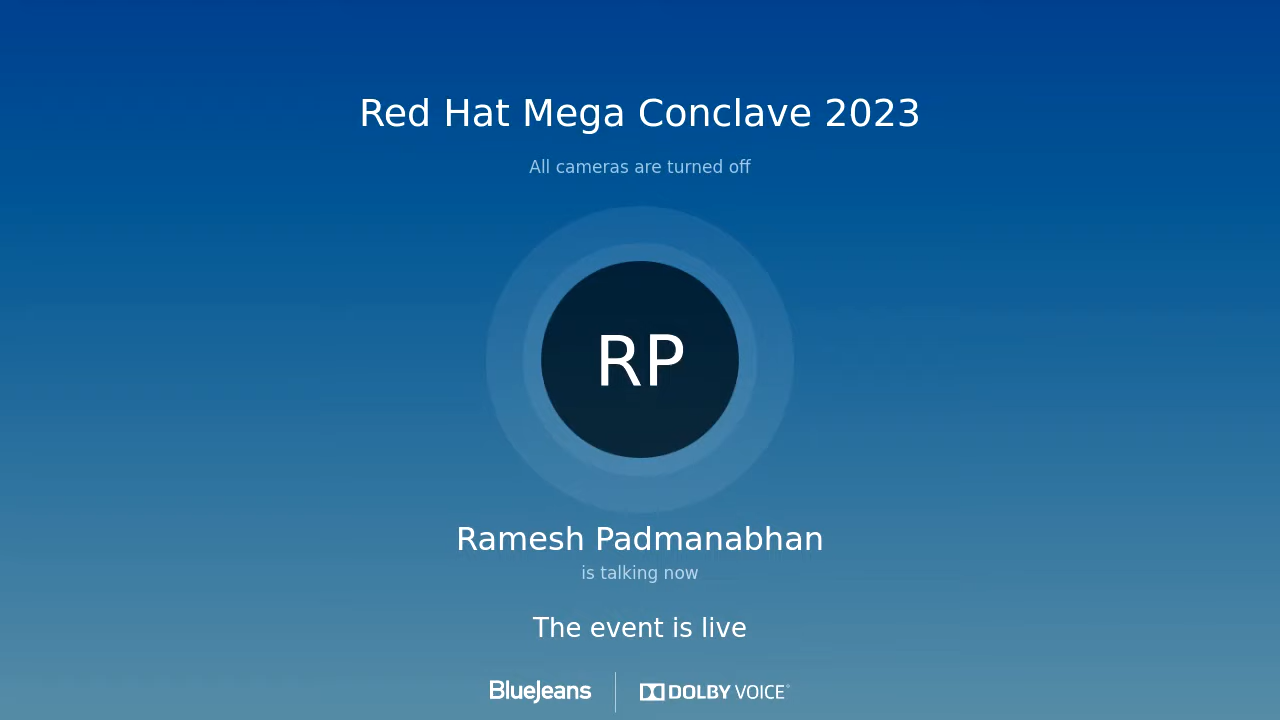 Red Hat Mega Conclave 2023
All cameras are turned off
RP
Ramesh Padmanabhan
is talking now
The event is live
BlueJeans
DOLBY VOICE